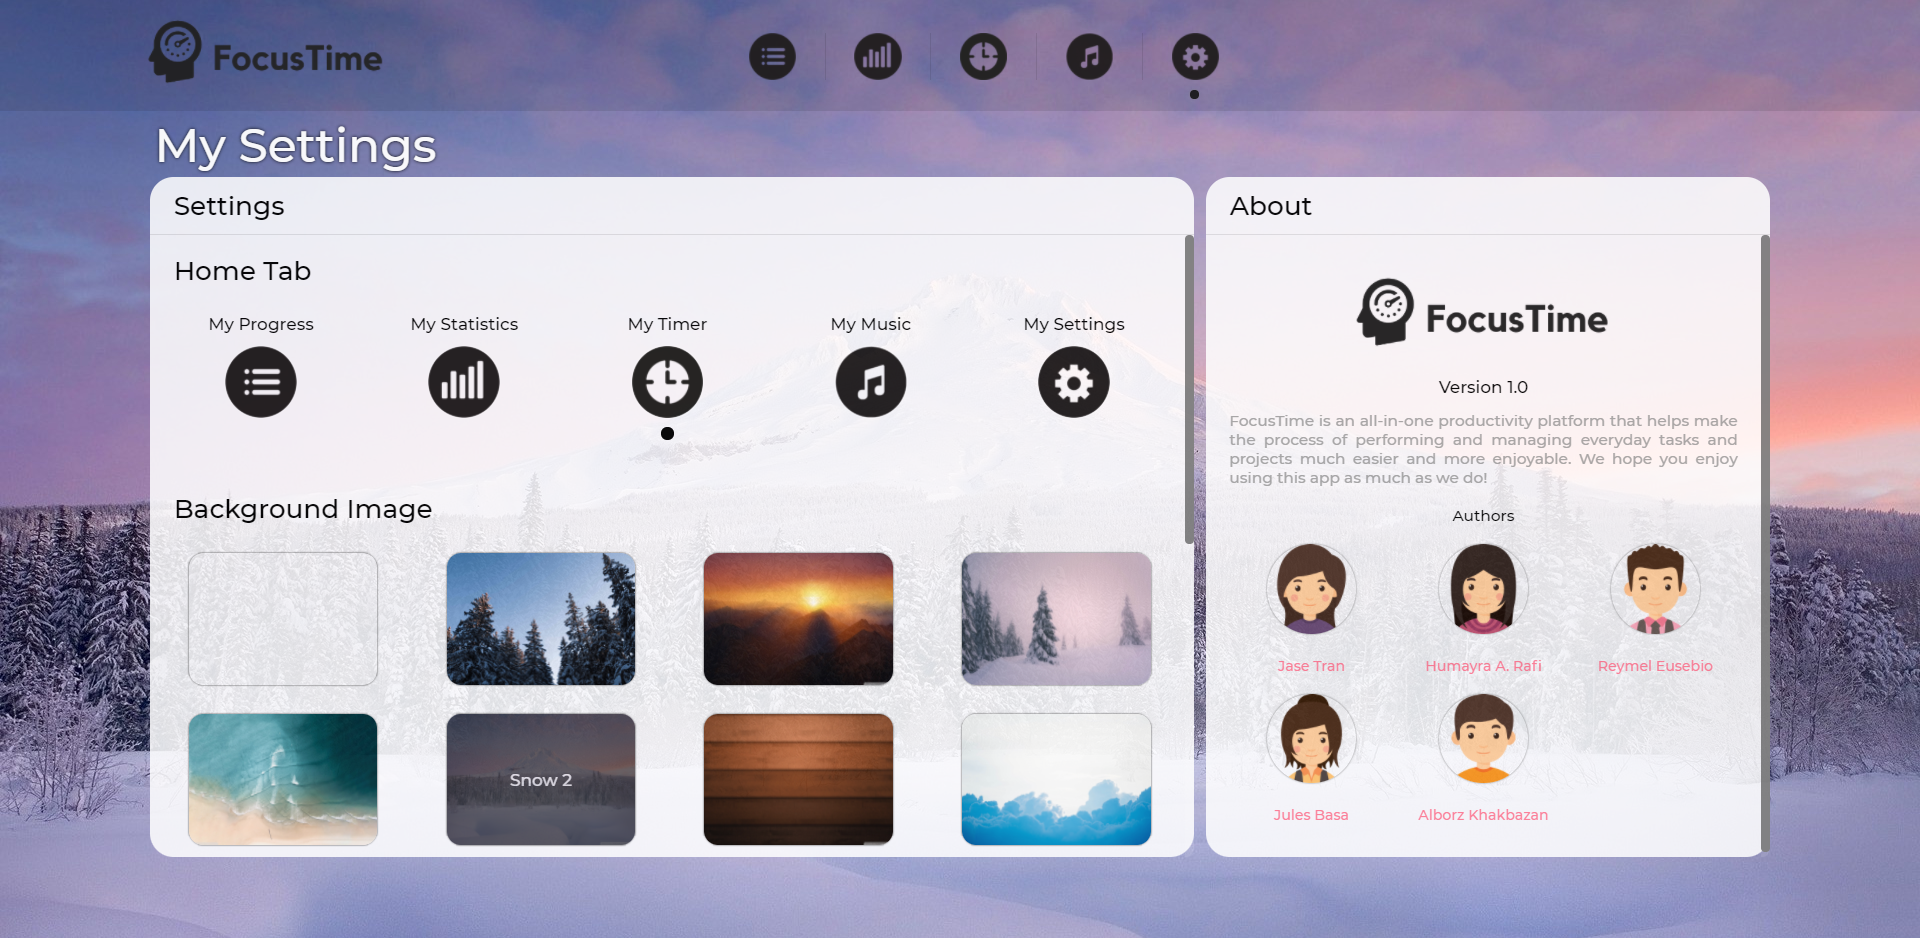 FocusTime
My Settings
Settings
Home Tab
My Progress
My Statistics
My Timer
My Music
My Settings
Background Image
Snow 2
About
FocusTime
Version 1.0
FocusTime is an all-in-one productivity platform that helps make
the process of performing and managing everyday tasks and
projects much easier and more enjoyable. We hope you enjoy
using this app as much as we do!
Authors
Jase Tran
Humayra A. Rafi
Reymel Eusebio
Jules Basa
Alborz Khakbazan